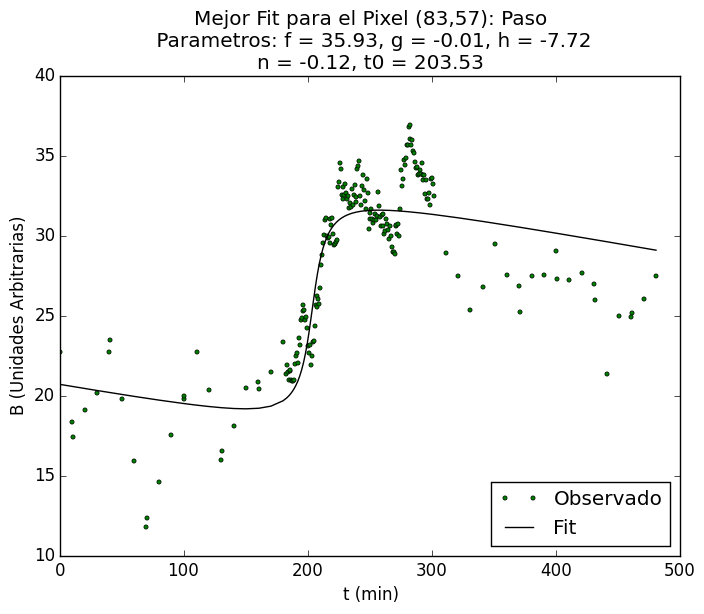 Mejor Fit para el Pixel (83,57): Paso
Parametros: f = 35.93, g = -0.01, h = -7.72
n = -0.12, t0 = 203.53
40
35
30
25
20
15
10
B (Unidades Arbitrarias)
Observado
Fit
0 100 200 300 400 500
t (min)